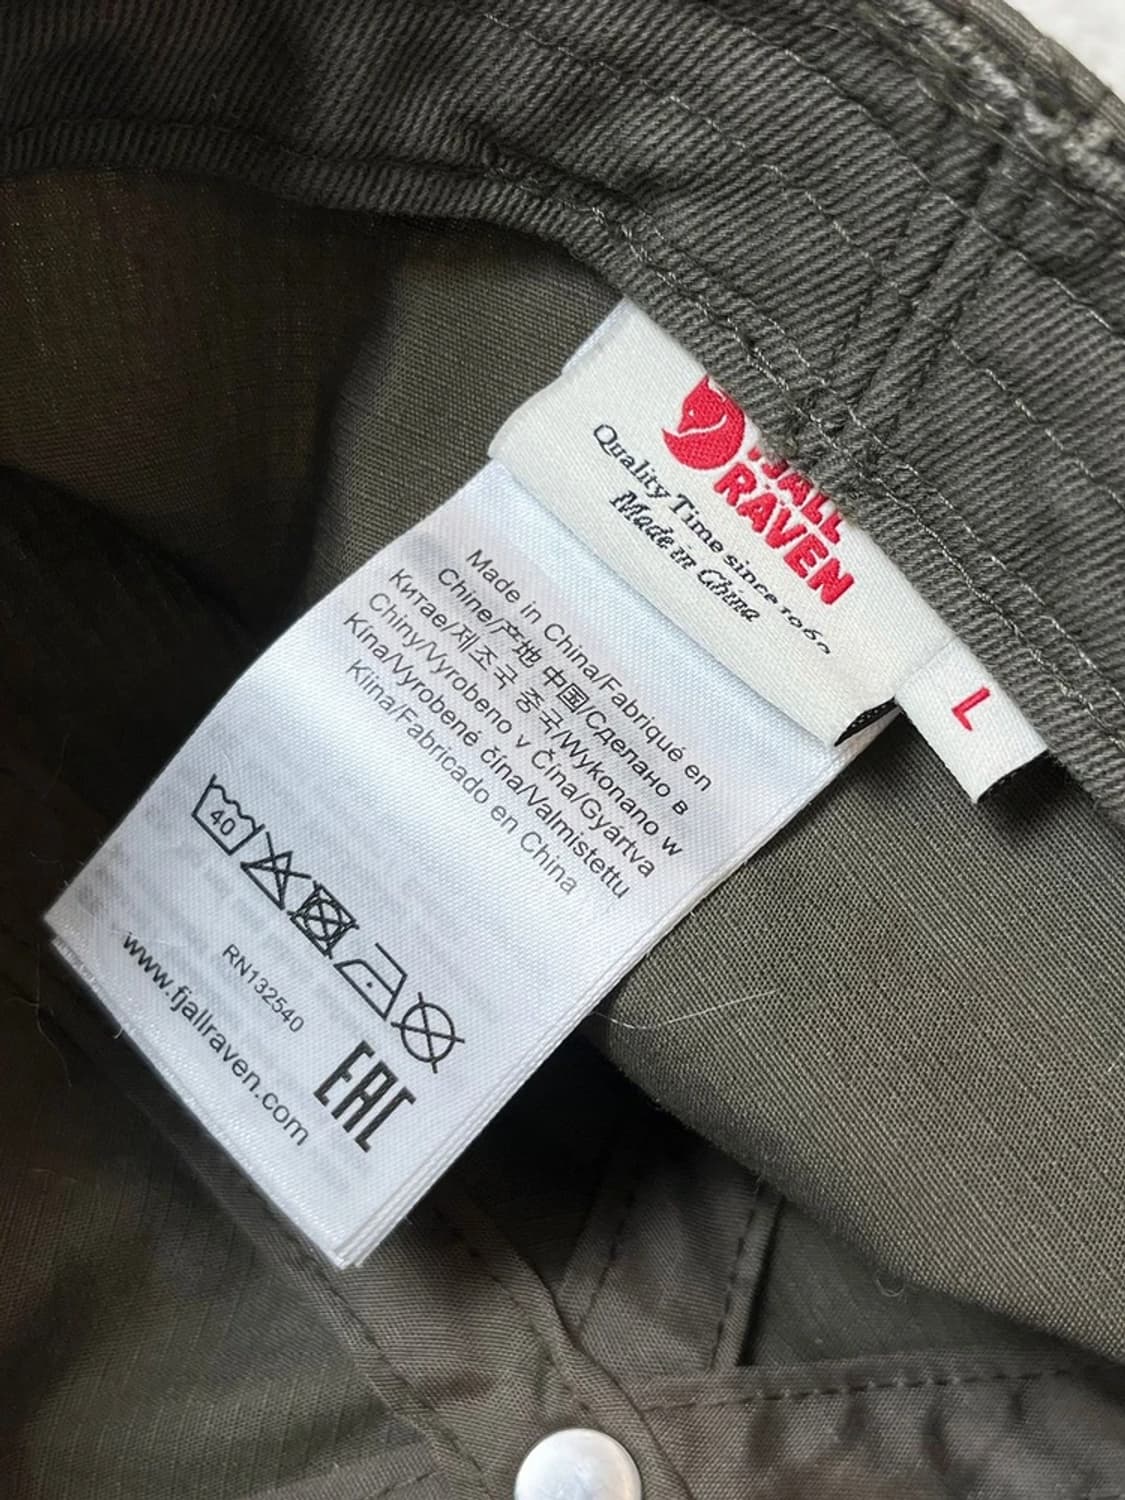 FJÄLL
RÄVEN
Quality Time since 1960
Made in China
L
Made in China/Fabriqué en
Chine/产地 中国/Сделано в
Китае/제조국 중국/Wykonano w
Chiny/Vyrobeno v Čína/Gyártva
Kína/Vyrobené čína/Valmistettu
Kiina/Fabricado en China
40
RN132540
www.fjallraven.com
EAC